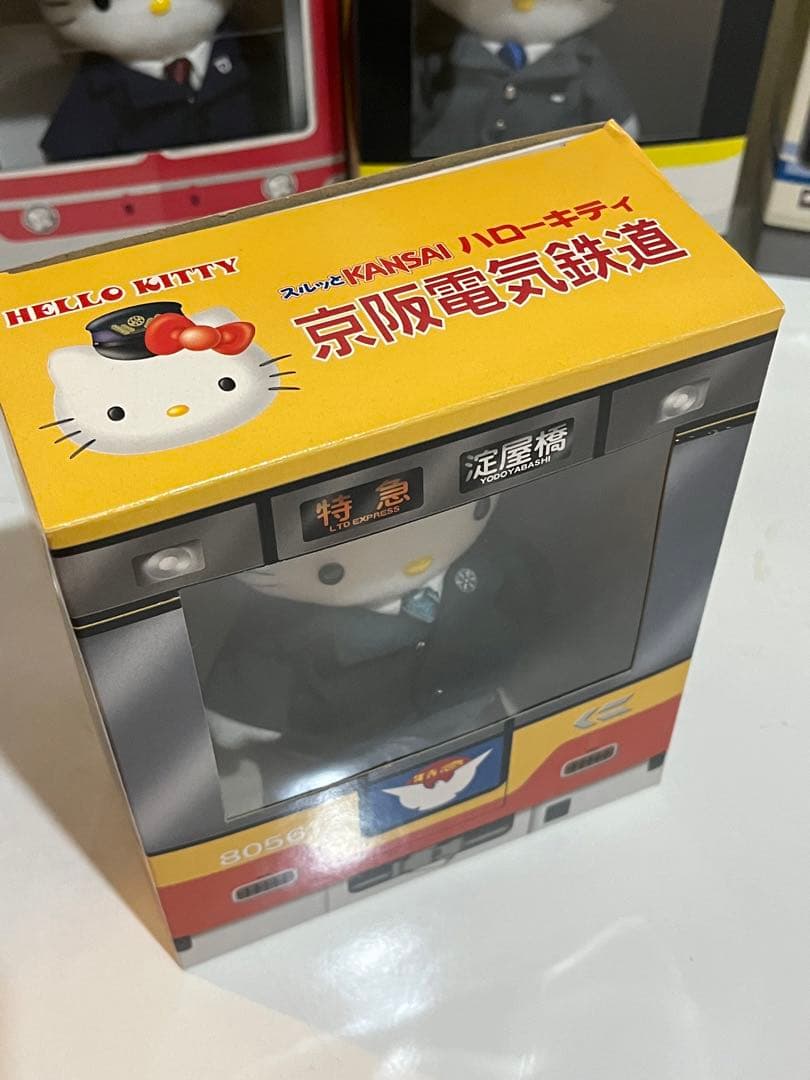 HELLO KITTY
スルッとKANSAI ハローキティ
京阪電気鉄道
特急
LTD EXPRESS
淀屋橋
YODOYABASHI
8056